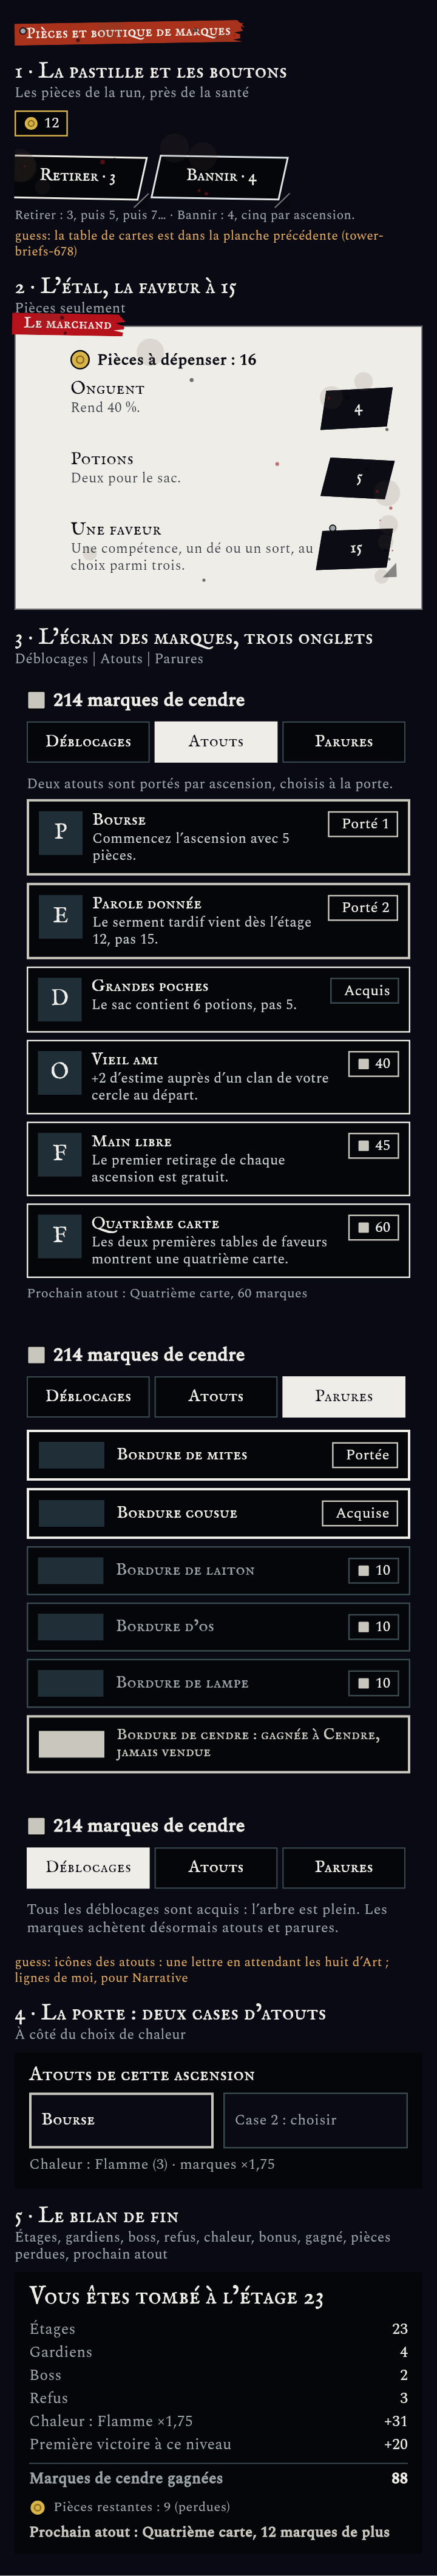 Pièces et boutique de marques
1 · La pastille et les boutons
Les pièces de la run, près de la santé
12
Retirer · 3
Bannir · 4
Retirer : 3, puis 5, puis 7… · Bannir : 4, cinq par ascension.
guess: la table de cartes est dans la planche précédente (tower-
briefs-678)
2 · L'étal, la faveur à 15
Pièces seulement
Le marchand
Pièces à dépenser : 16
Onguent
Rend 40 %.
4
Potions
Deux pour le sac.
5
Une faveur
Une compétence, un dé ou un sort, au
choix parmi trois.
15
3 · L'écran des marques, trois onglets
Déblocages | Atouts | Parures
214 marques de cendre
Déblocages
Atouts
Parures
Deux atouts sont portés par ascension, choisis à la porte.
P
Bourse
Commencez l'ascension avec 5
pièces.
Porté 1
E
Parole donnée
Le serment tardif vient dès l'étage
12, pas 15.
Porté 2
D
Grandes poches
Le sac contient 6 potions, pas 5.
Acquis
O
Vieil ami
+2 d'estime auprès d'un clan de votre
cercle au départ.
40
F
Main libre
Le premier retirage de chaque
ascension est gratuit.
45
F
Quatrième carte
Les deux premières tables de faveurs
montrent une quatrième carte.
60
Prochain atout : Quatrième carte, 60 marques
214 marques de cendre
Déblocages
Atouts
Parures
Bordure de mites
Portée
Bordure cousue
Acquise
Bordure de laiton
10
Bordure d'os
10
Bordure de lampe
10
Bordure de cendre : gagnée à Cendre,
jamais vendue
214 marques de cendre
Déblocages
Atouts
Parures
Tous les déblocages sont acquis : l'arbre est plein. Les
marques achètent désormais atouts et parures.
guess: icônes des atouts : une lettre en attendant les huit d'Art ;
lignes de moi, pour Narrative
4 · La porte : deux cases d'atouts
À côté du choix de chaleur
Atouts de cette ascension
Bourse
Case 2 : choisir
Chaleur : Flamme (3) · marques ×1,75
5 · Le bilan de fin
Étages, gardiens, boss, refus, chaleur, bonus, gagné, pièces
perdues, prochain atout
Vous êtes tombé à l'étage 23
Étages 23
Gardiens 4
Boss 2
Refus 3
Chaleur : Flamme ×1,75 +31
Première victoire à ce niveau +20
Marques de cendre gagnées 88
Pièces restantes : 9 (perdues)
Prochain atout : Quatrième carte, 12 marques de plus